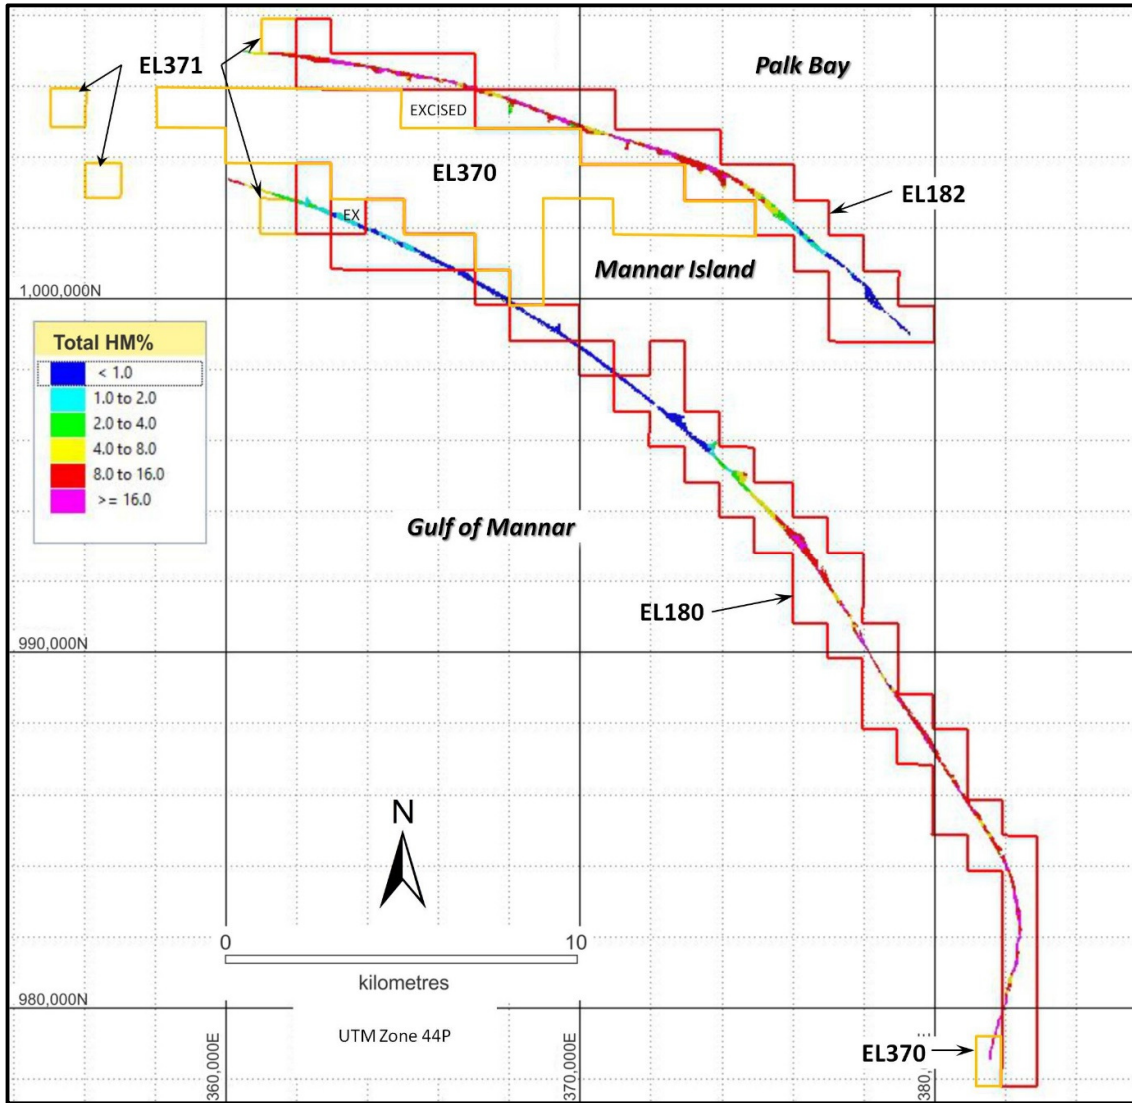 Palk Bay
EL371
EXCISED
EL370
EL182
EX
Mannar Island
1,000,000N
Total HM%
< 1.0
1.0 to 2.0
2.0 to 4.0
4.0 to 8.0
8.0 to 16.0
>= 16.0
Gulf of Mannar
EL180
990,000N
N
0
10
kilometres
980,000N
UTM Zone 44P
EL370
360,000E
370,000E